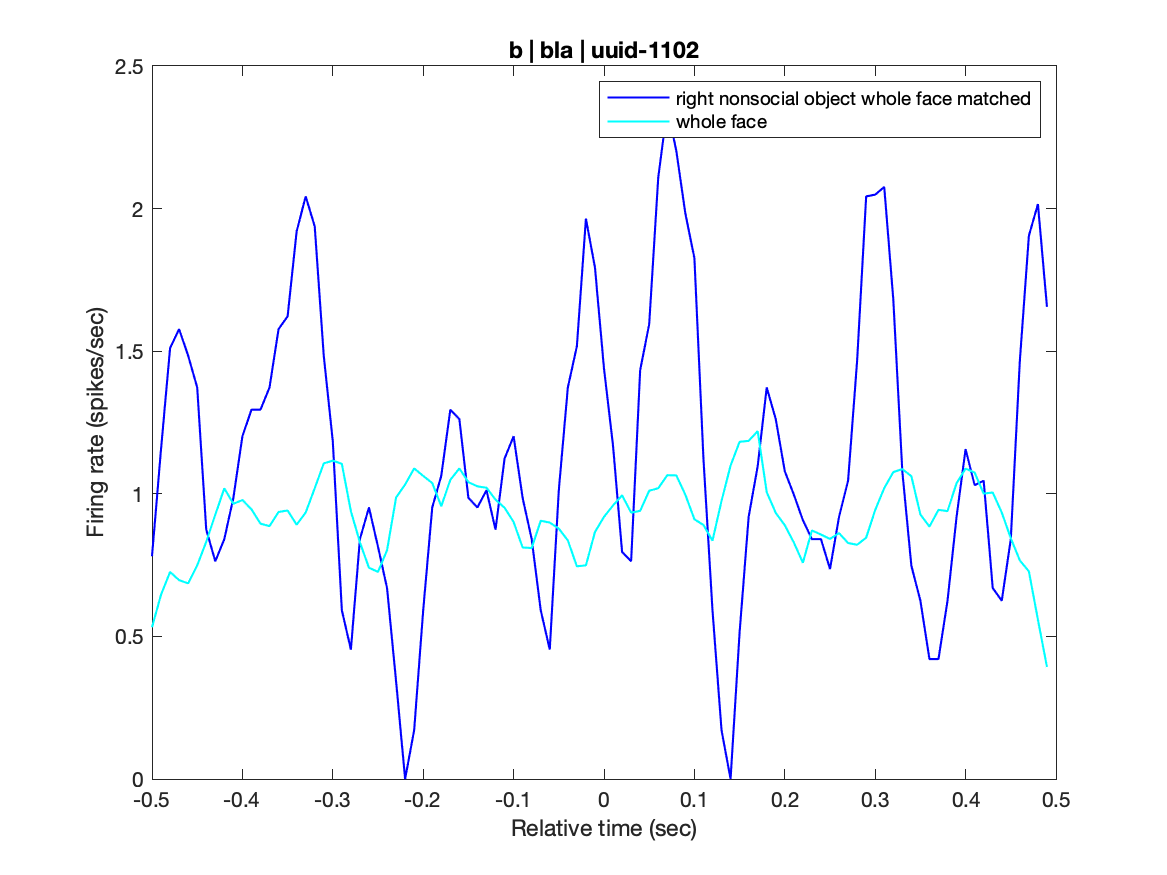 b | bla | uuid-1102
2.5
right nonsocial object whole face matched
whole face
2
1.5
1
0.5
0
Firing rate (spikes/sec)
-0.5 -0.4 -0.3 -0.2 -0.1 0 0.1 0.2 0.3 0.4 0.5
Relative time (sec)